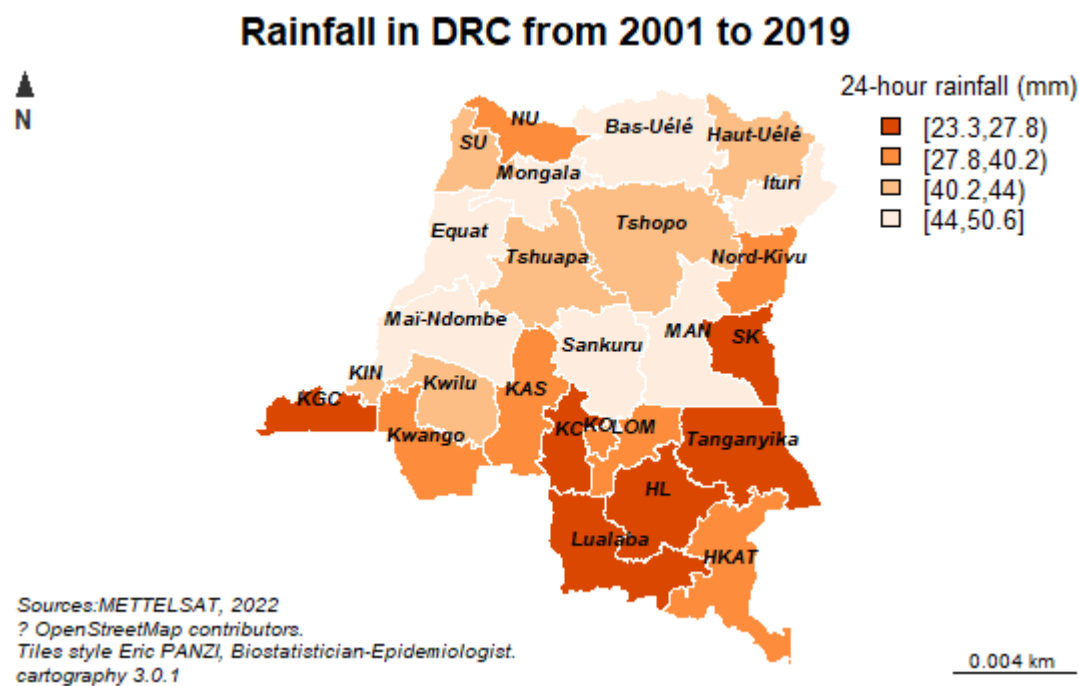 Rainfall in DRC from 2001 to 2019
N
24-hour rainfall (mm)
[23.3,27.8)
[27.8,40.2)
[40.2,44)
[44,50.6]
NU
Bas-Uélé
Haut-Uélé
SU
Mongala
Ituri
Equat
Tshopo
Tshuapa
Nord-Kivu
Maï-Ndombe
Sankuru
MAN
SK
KIN
Kwilu
KAS
KGC
Kwango
KC
KO
LOM
Tanganyika
HL
Lualaba
HKAT
Sources:METTELSAT, 2022
? OpenStreetMap contributors.
Tiles style Eric PANZI, Biostatistician-Epidemiologist.
cartography 3.0.1
0.004 km